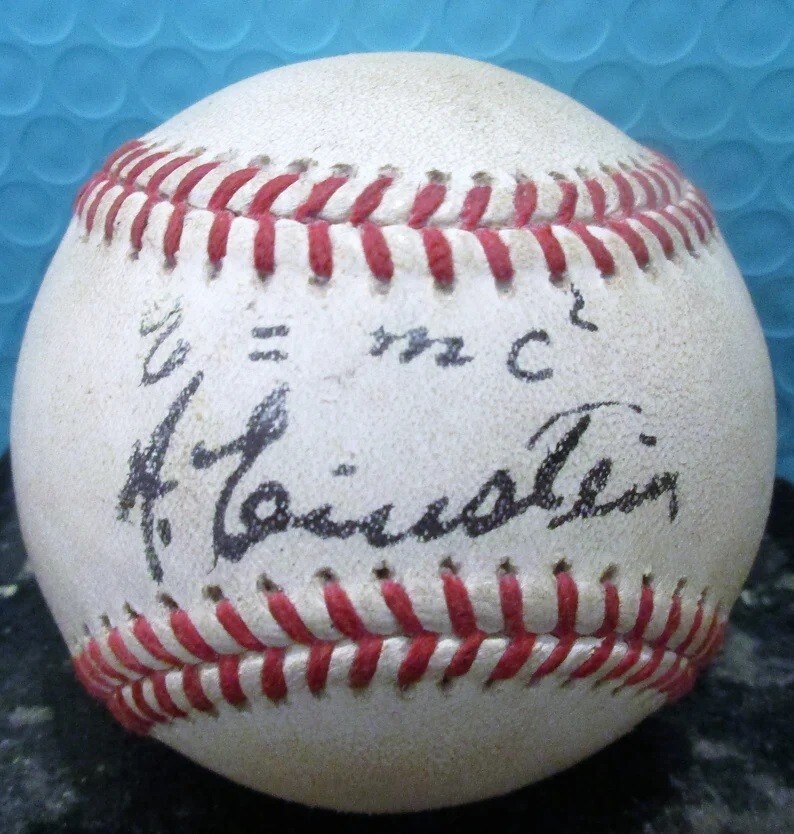 E = mc²
A. Einstein